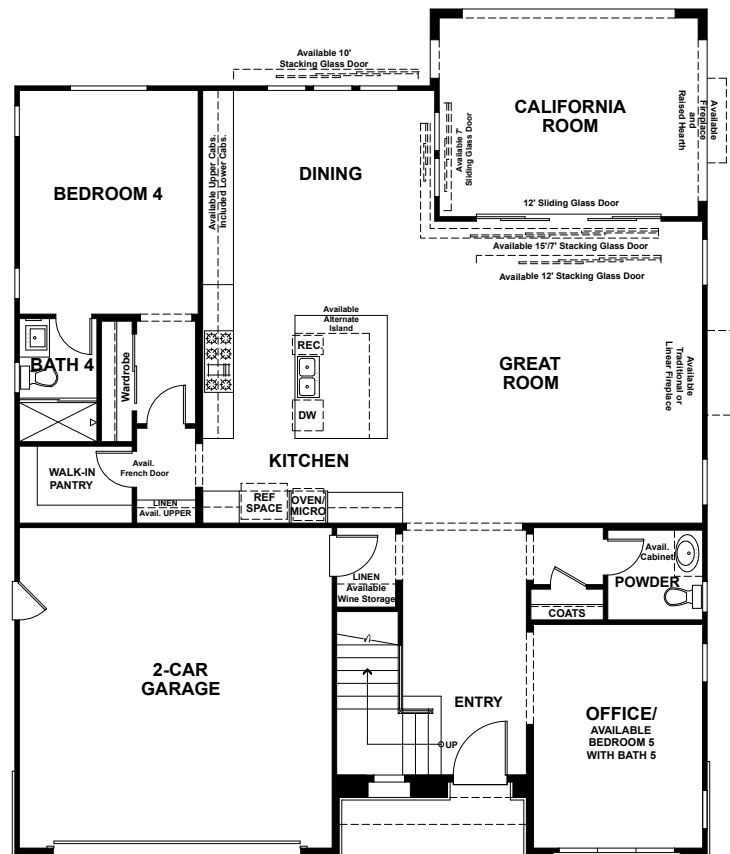 Available 10'
Stacking Glass Door
CALIFORNIA
ROOM
Available
Fireplace
and
Raised Hearth
BEDROOM 4
Available Upper Cabs.
Included Lower Cabs.
DINING
Available 7'
Sliding Glass Door
12' Sliding Glass Door
Available 15'/7' Stacking Glass Door
Available 12' Stacking Glass Door
Available
Alternate
Island
REC.
DW
BATH 4
Wardrobe
GREAT
ROOM
Available
Traditional or
Linear Fireplace
KITCHEN
WALK-IN
PANTRY
Avail.
French Door
LINEN
Avail. UPPER
REF
SPACE
OVEN/
MICRO
LINEN
Available
Wine Storage
Avail.
Cabinet
POWDER
COATS
2-CAR
GARAGE
ENTRY
UP
OFFICE/
AVAILABLE
BEDROOM 5
WITH BATH 5